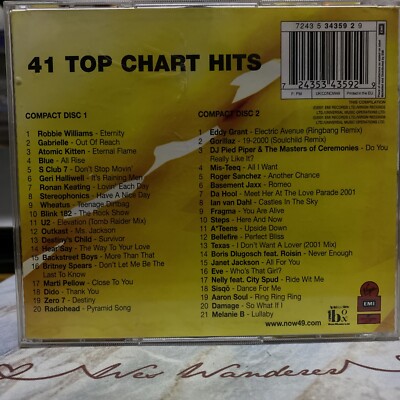 7243 5 34359 2 9
41 TOP CHART HITS
7 24353 43592 9
COMPACT DISC 1
1 Robbie Williams - Eternity
2 Gabrielle - Out Of Reach
3 Atomic Kitten - Eternal Flame
4 Blue - All Rise
5 S Club 7 - Don't Stop Movin'
6 Geri Halliwell - It's Raining Men
7 Ronan Keating - Lovin' Each Day
8 Stereophonics - Have A Nice Day
9 Wheatus - Teenage Dirtbag
10 Blink 182 - The Rock Show
11 U2 - Elevation (Tomb Raider Mix)
12 Outkast - Ms. Jackson
13 Destiny's Child - Survivor
14 Hear'Say - The Way To Your Love
15 Backstreet Boys - More Than That
16 Britney Spears - Don't Let Me Be The
Last To Know
17 Marti Pellow - Close To You
18 Dido - Thank You
19 Zero 7 - Destiny
20 Radiohead - Pyramid Song
COMPACT DISC 2
1 Eddy Grant - Electric Avenue (Ringbang Remix)
2 Gorillaz - 19-2000 (Soulchild Remix)
3 DJ Pied Piper & The Masters of Ceremonies - Do You
Really Like It?
4 Mis-Teeq - All I Want
5 Roger Sanchez - Another Chance
6 Basement Jaxx - Romeo
7 Da Hool - Meet Her At The Love Parade 2001
8 Ian van Dahl - Castles In The Sky
9 Fragma - You Are Alive
10 Steps - Here And Now
11 A*Teens - Upside Down
12 Bellefire - Perfect Bliss
13 Texas - I Don't Want A Lover (2001 Mix)
14 Boris Dlugosch feat. Roisin - Never Enough
15 Janet Jackson - All For You
16 Eve - Who's That Girl?
17 Nelly feat. City Spud - Ride Wit Me
18 Sisqó - Dance For Me
19 Aaron Soul - Ring Ring Ring
20 Damage - So What If I
21 Melanie B - Lullaby
Virgin
EMI
box
www.now49.com
Wanderer